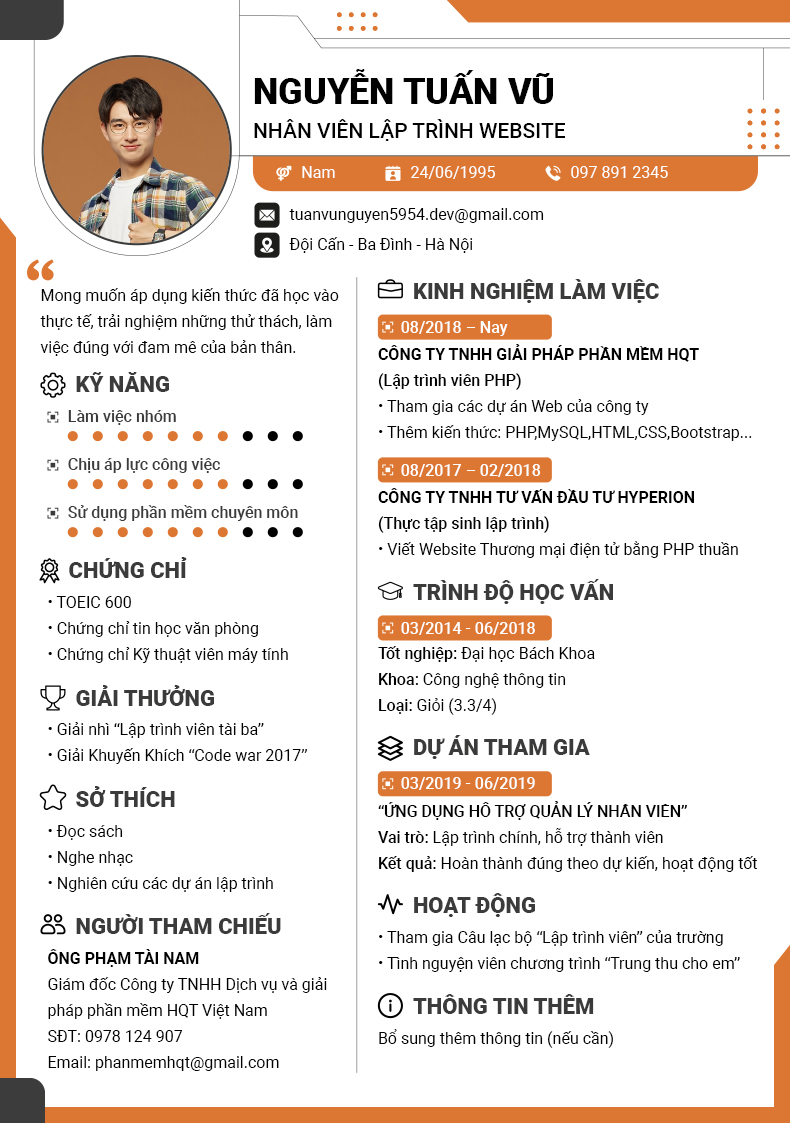 NGUYỄN TUẤN VŨ
NHÂN VIÊN LẬP TRÌNH WEBSITE
Nam 24/06/1995 097 891 2345
tuanvunguyen5954.dev@gmail.com
Đội Cấn - Ba Đình - Hà Nội
Mong muốn áp dụng kiến thức đã học vào
thực tế, trải nghiệm những thử thách, làm
việc đúng với đam mê của bản thân.
KỸ NĂNG
Làm việc nhóm
Chịu áp lực công việc
Sử dụng phần mềm chuyên môn
CHỨNG CHỈ
• TOEIC 600
• Chứng chỉ tin học văn phòng
• Chứng chỉ Kỹ thuật viên máy tính
GIẢI THƯỞNG
• Giải nhì “Lập trình viên tài ba”
• Giải Khuyến Khích “Code war 2017”
SỞ THÍCH
• Đọc sách
• Nghe nhạc
• Nghiên cứu các dự án lập trình
NGƯỜI THAM CHIẾU
ÔNG PHẠM TÀI NAM
Giám đốc Công ty TNHH Dịch vụ và giải
pháp phần mềm HQT Việt Nam
SĐT: 0978 124 907
Email: phanmemhqt@gmail.com
KINH NGHIỆM LÀM VIỆC
08/2018 – Nay
CÔNG TY TNHH GIẢI PHÁP PHẦN MỀM HQT
(Lập trình viên PHP)
• Tham gia các dự án Web của công ty
• Thêm kiến thức: PHP,MySQL,HTML,CSS,Bootstrap...
08/2017 – 02/2018
CÔNG TY TNHH TƯ VẤN ĐẦU TƯ HYPERION
(Thực tập sinh lập trình)
• Viết Website Thương mại điện tử bằng PHP thuần
TRÌNH ĐỘ HỌC VẤN
03/2014 - 06/2018
Tốt nghiệp: Đại học Bách Khoa
Khoa: Công nghệ thông tin
Loại: Giỏi (3.3/4)
DỰ ÁN THAM GIA
03/2019 - 06/2019
“ỨNG DỤNG HỖ TRỢ QUẢN LÝ NHÂN VIÊN”
Vai trò: Lập trình chính, hỗ trợ thành viên
Kết quả: Hoàn thành đúng theo dự kiến, hoạt động tốt
HOẠT ĐỘNG
• Tham gia Câu lạc bộ “Lập trình viên” của trường
• Tình nguyện viên chương trình “Trung thu cho em”
THÔNG TIN THÊM
Bổ sung thêm thông tin (nếu cần)